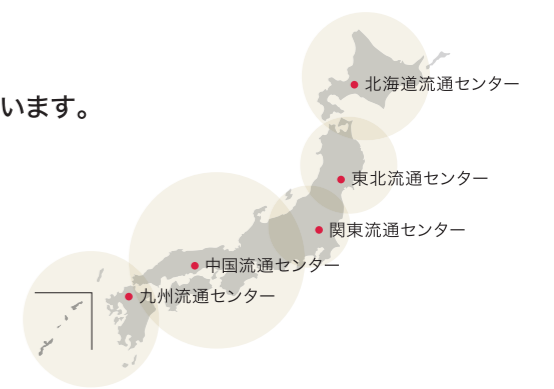 います。
北海道流通センター
東北流通センター
関東流通センター
中国流通センター
九州流通センター